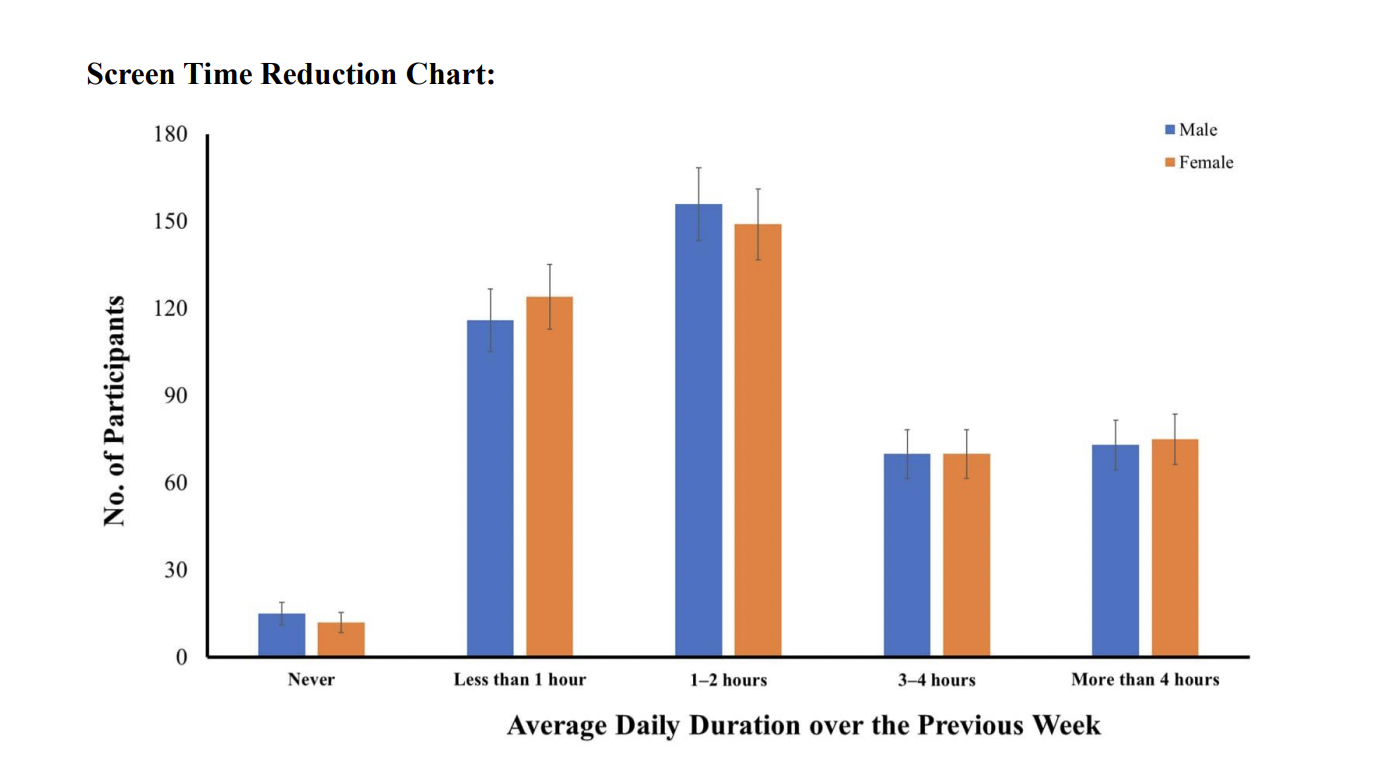 Screen Time Reduction Chart:
Male
Female
180
150
120
90
60
30
0
No. of Participants
Never
Less than 1 hour
1–2 hours
3–4 hours
More than 4 hours
Average Daily Duration over the Previous Week